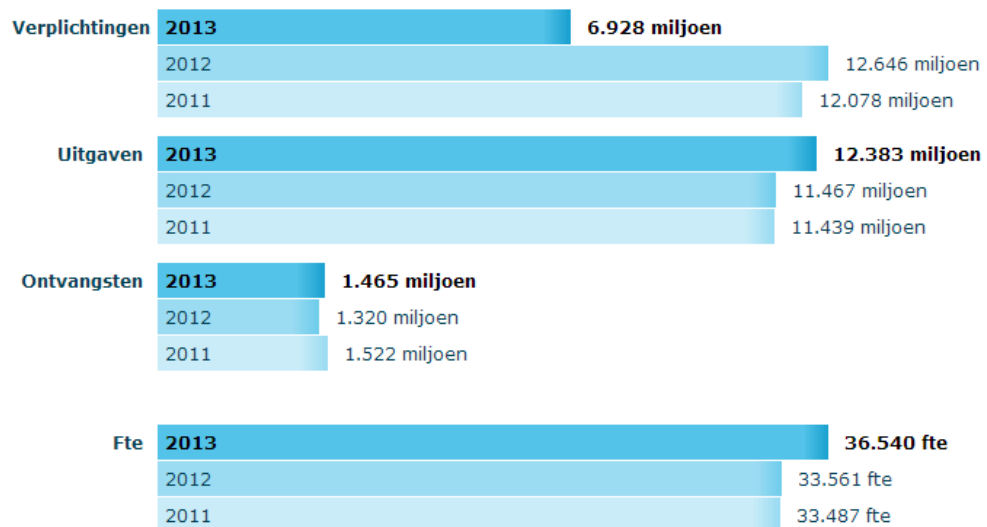 Verplichtingen 2013 6.928 miljoen
2012 12.646 miljoen
2011 12.078 miljoen
Uitgaven 2013 12.383 miljoen
2012 11.467 miljoen
2011 11.439 miljoen
Ontvangsten 2013 1.465 miljoen
2012 1.320 miljoen
2011 1.522 miljoen
Fte 2013 36.540 fte
2012 33.561 fte
2011 33.487 fte